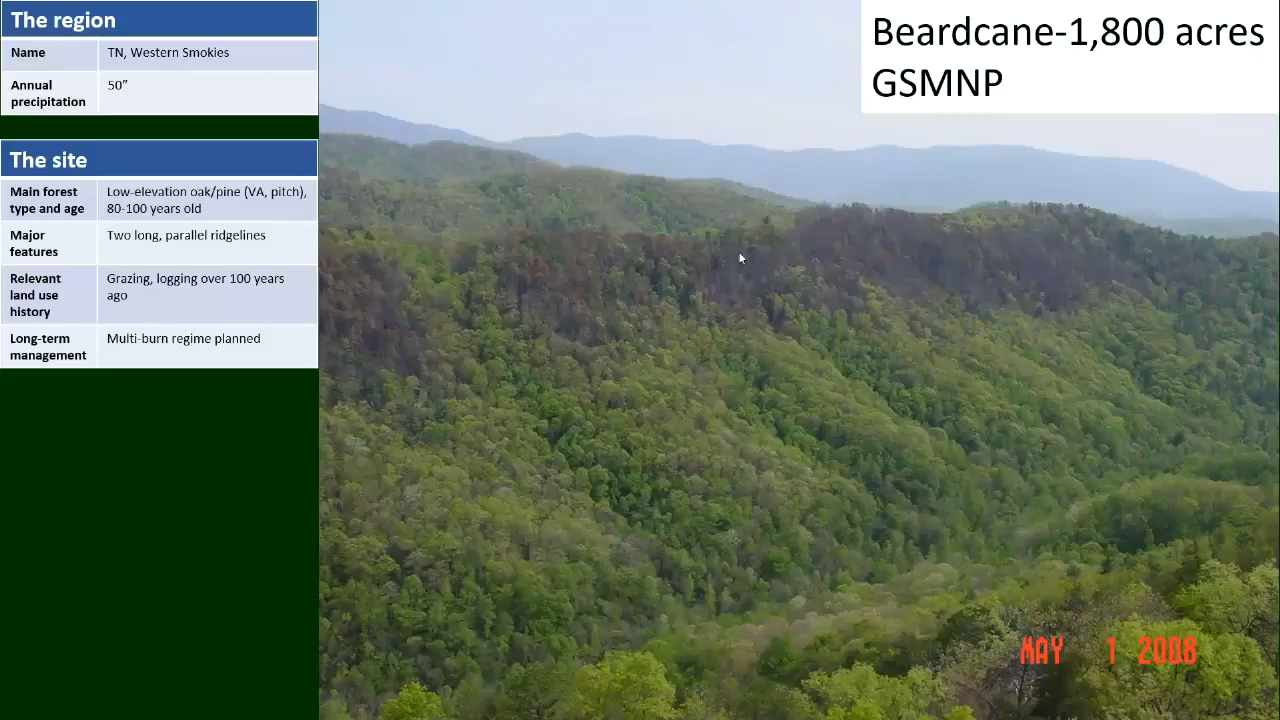 The region
Name TN, Western Smokies
Annual precipitation 50”
The site
Main forest type and age Low-elevation oak/pine (VA, pitch), 80-100 years old
Major features Two long, parallel ridgelines
Relevant land use history Grazing, logging over 100 years ago
Long-term management Multi-burn regime planned
Beardcane-1,800 acres
GSMNP
MAY 1 2008